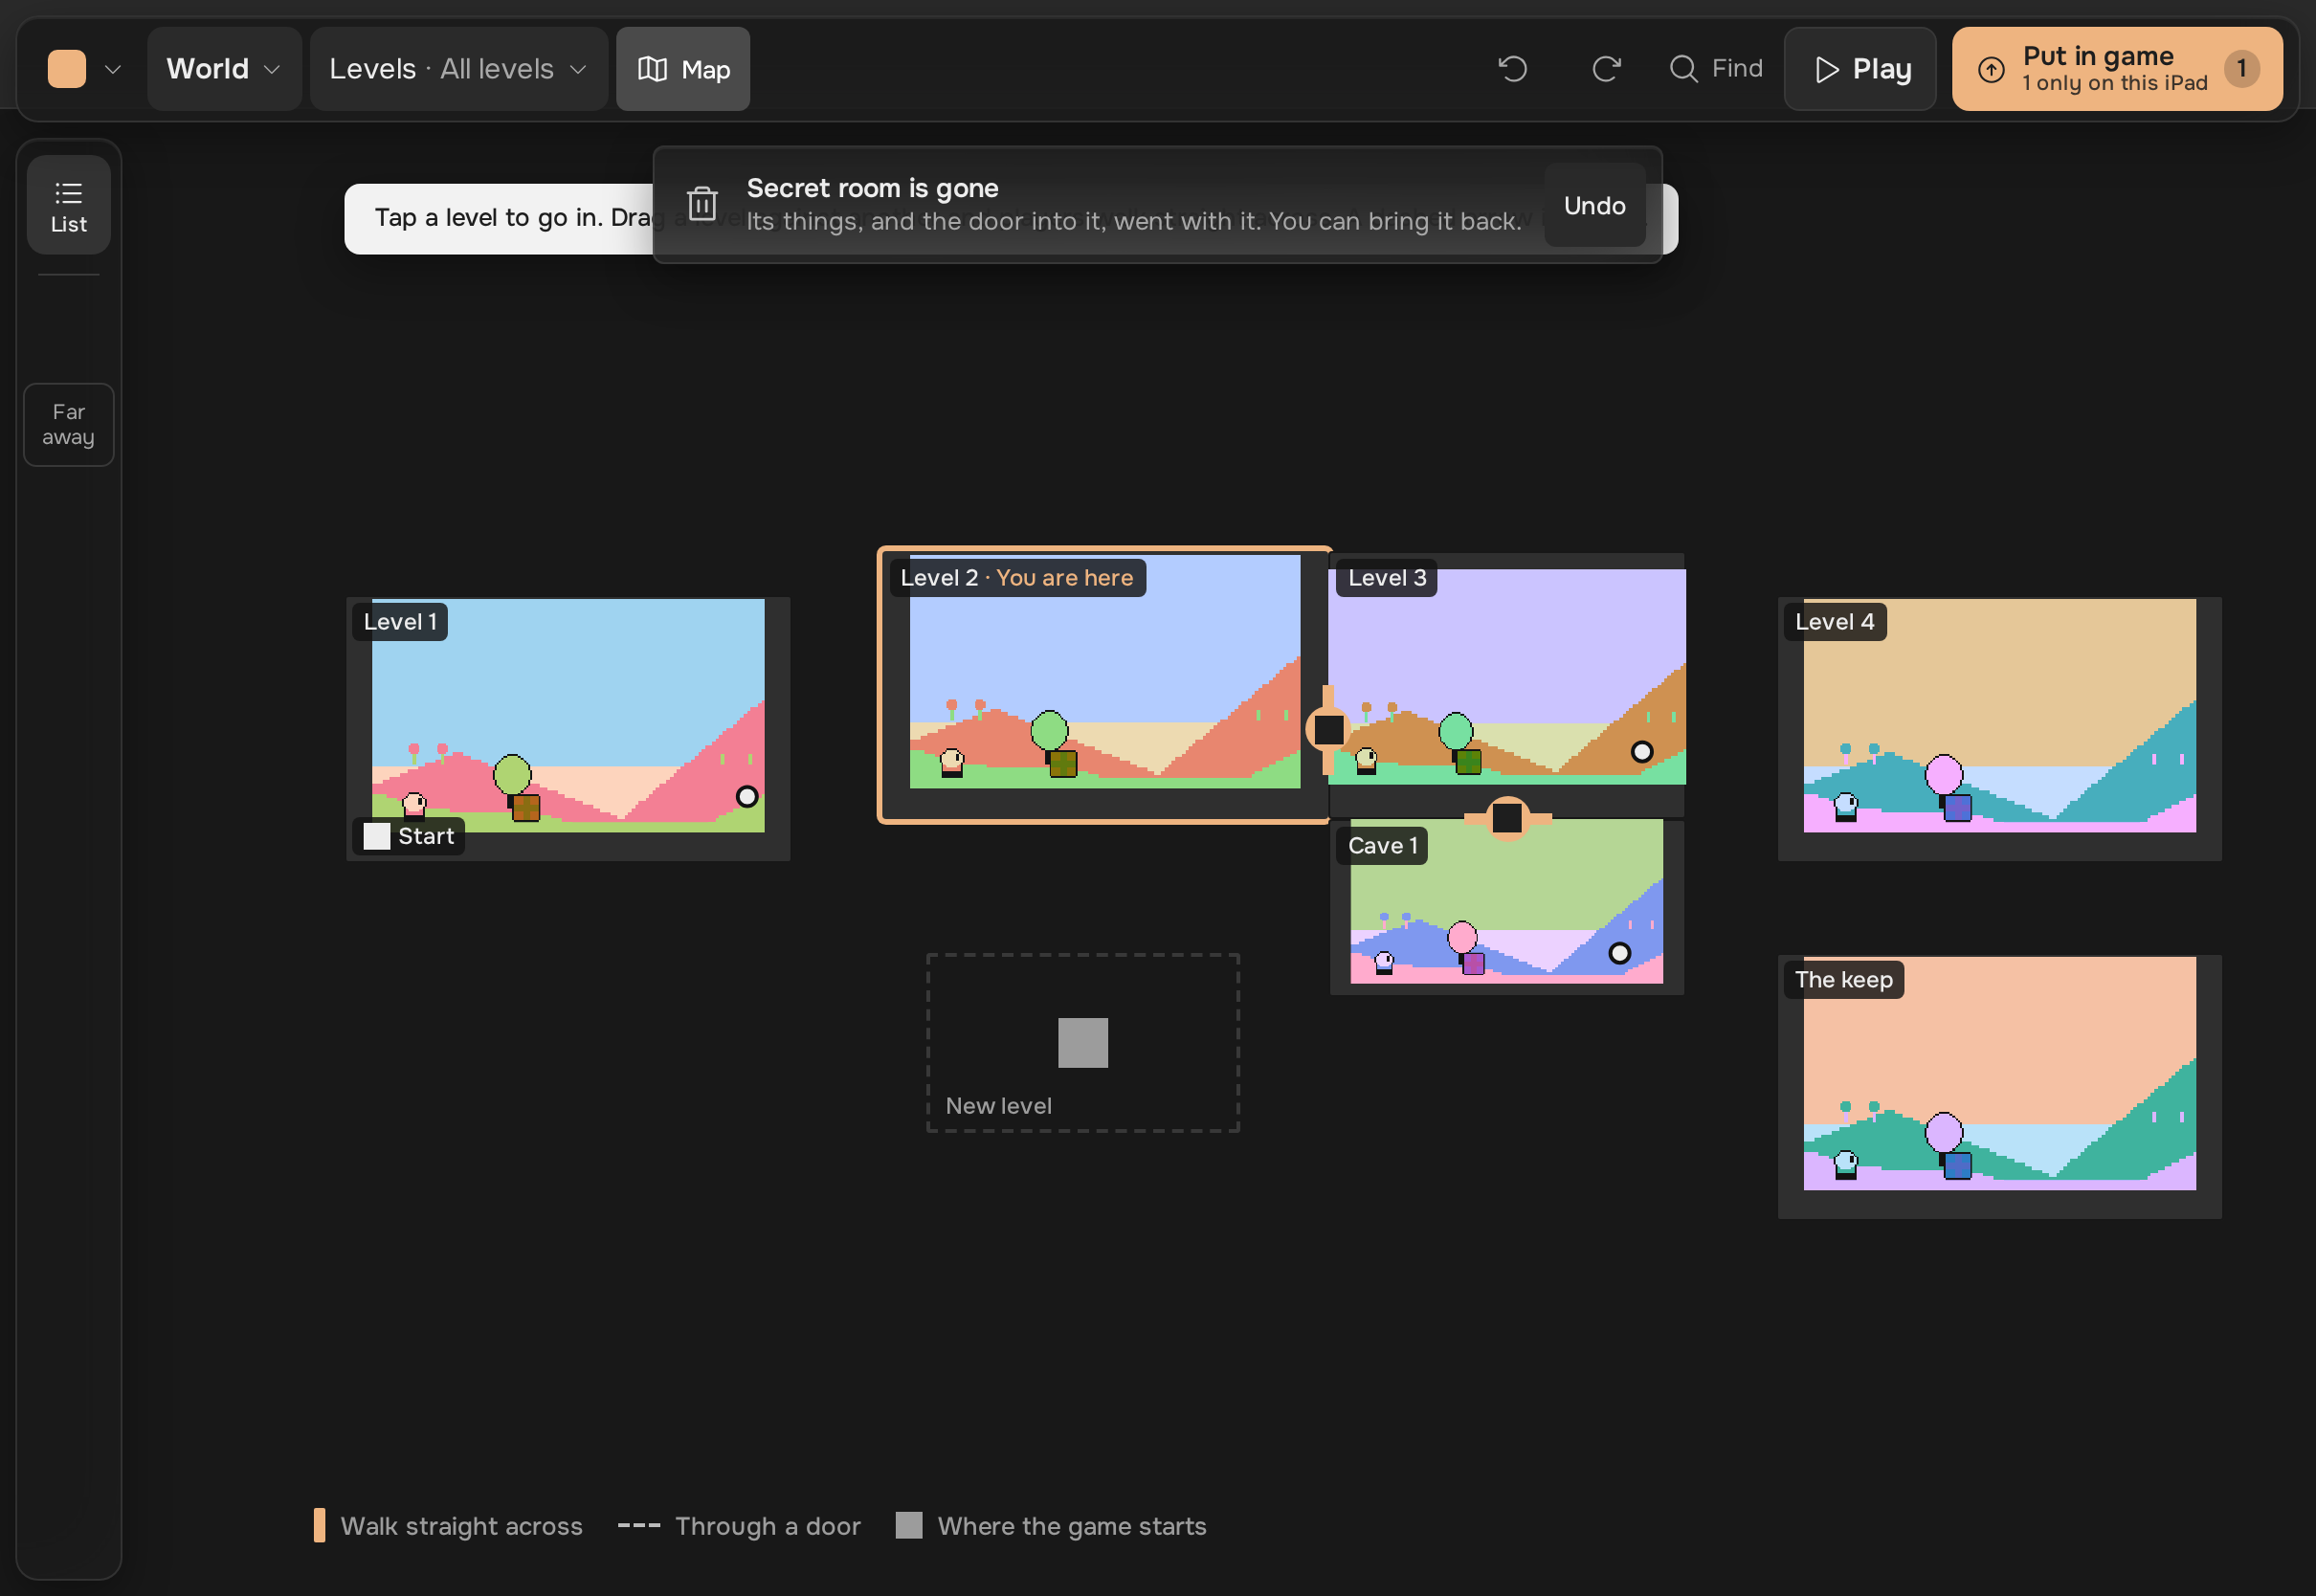 World
Levels · All levels
Map
Find
Play
Put in game
1 only on this iPad
1
List
Far
away
Tap a level to go in. Drag
Secret room is gone
Its things, and the door into it, went with it. You can bring it back.
Undo
Level 1
Start
Level 2 · You are here
Level 3
Level 4
Cave 1
The keep
New level
Walk straight across
Through a door
Where the game starts